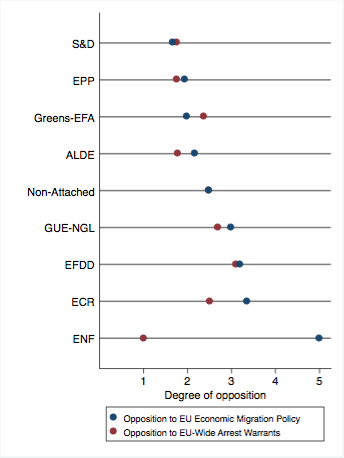 S&D
EPP
Greens-EFA
ALDE
Non-Attached
GUE-NGL
EFDD
ECR
ENF
1 2 3 4 5
Degree of opposition
Opposition to EU Economic Migration Policy
Opposition to EU-Wide Arrest Warrants